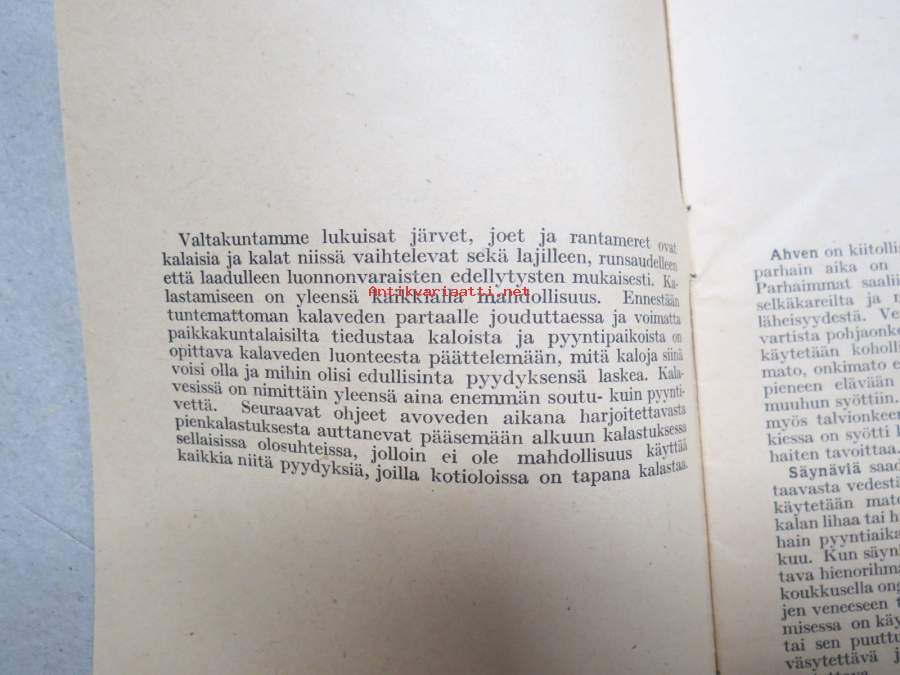 Valtakuntamme lukuisat järvet, joet ja rantameret ovat
kalaisia ja kalat niissä vaihtelevat sekä lajilleen, runsaudelleen
että laadulleen luonnonvaraisten edellytysten mukaisesti. Ka-
lastamiseen on yleensä kaikkialla mahdollisuus. Ennestään
tuntemattoman kalaveden partaalle jouduttaessa ja voimatta
paikkakuntalaisilta tiedustaa kaloista ja pyyntipaikoista on
opittava kalaveden luonteesta päättelemään, mitä kaloja siinä
voisi olla ja mihin olisi edullisinta pyydyksensä laskea. Kala-
vesissä on nimittäin yleensä aina enemmän soutu- kuin pyynti-
vettä. Seuraavat ohjeet avoveden aikana harjoitettavasta
pienkalastuksesta auttanevat pääsemään alkuun kalastuksessa
sellaisissa olosuhteissa, jolloin ei ole mahdollisuus käyttää
kaikkia niitä pyydyksiä, joilla kotioloissa on tapana kalastaa.
Antikvariaatti.net
Ahven on kiitollis
parhain aika on
Parhaimmat saalii
selkäkareilta ja
läheisyydestä. Ve
vartista pohjaonke
käytetään koholli
mato, onkimato e
pieneen elävään
muuhun syöttiin.
myös talvionkee
kiessa on syötti
haiten tavoittaa.
Säynäviä saad
taavasta vedestä
käytetään mato
kalan lihaa tai h
hain pyyntiaika
kuu. Kun säyn
tava hienorihma
koukkusella ong
jen veneeseen
misessa on käy
tai sen puuttu
väsytettävä j